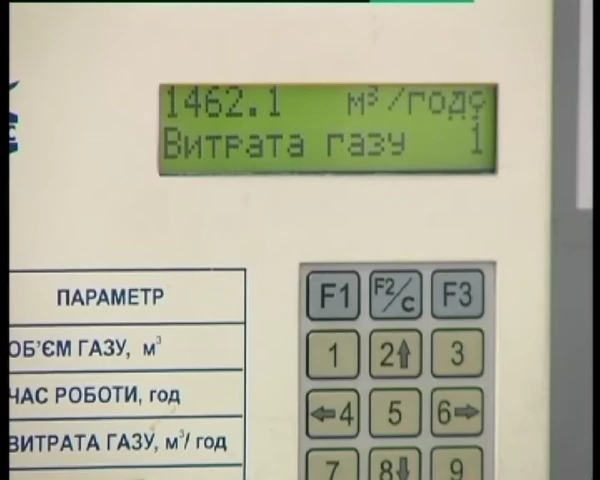 1462.1 м³/год
Витрата газу 1
ПАРАМЕТР
ОБ'ЄМ ГАЗУ, м³
ЧАС РОБОТИ, год
ВИТРАТА ГАЗУ, м³/ год
F1 F2/C F3
1 2⇧ 3
⇦4 5 6⇨
7 8⇩ 9